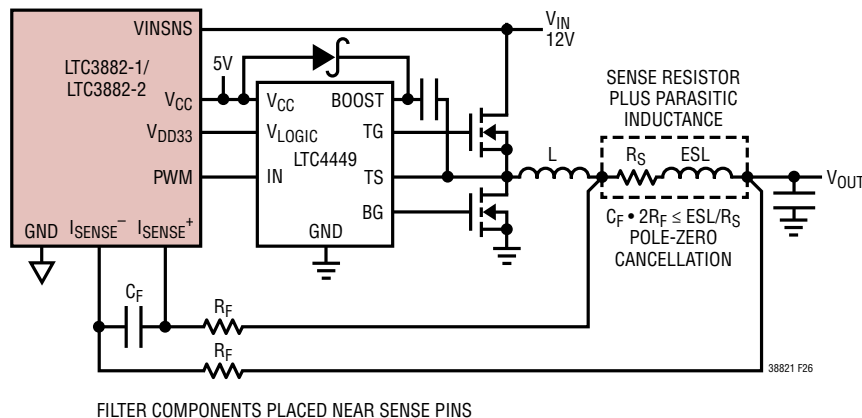 VINSNS
LTC3882-1/
LTC3882-2
VCC
VDD33
PWM
GND
ISENSE–
ISENSE+
5V
VCC
BOOST
VLOGIC
TG
LTC4449
IN
TS
BG
GND
VIN
12V
L
SENSE RESISTOR
PLUS PARASITIC
INDUCTANCE
RS
ESL
VOUT
CF • 2RF ≤ ESL/RS
POLE-ZERO
CANCELLATION
CF
RF
RF
38821 F26
FILTER COMPONENTS PLACED NEAR SENSE PINS